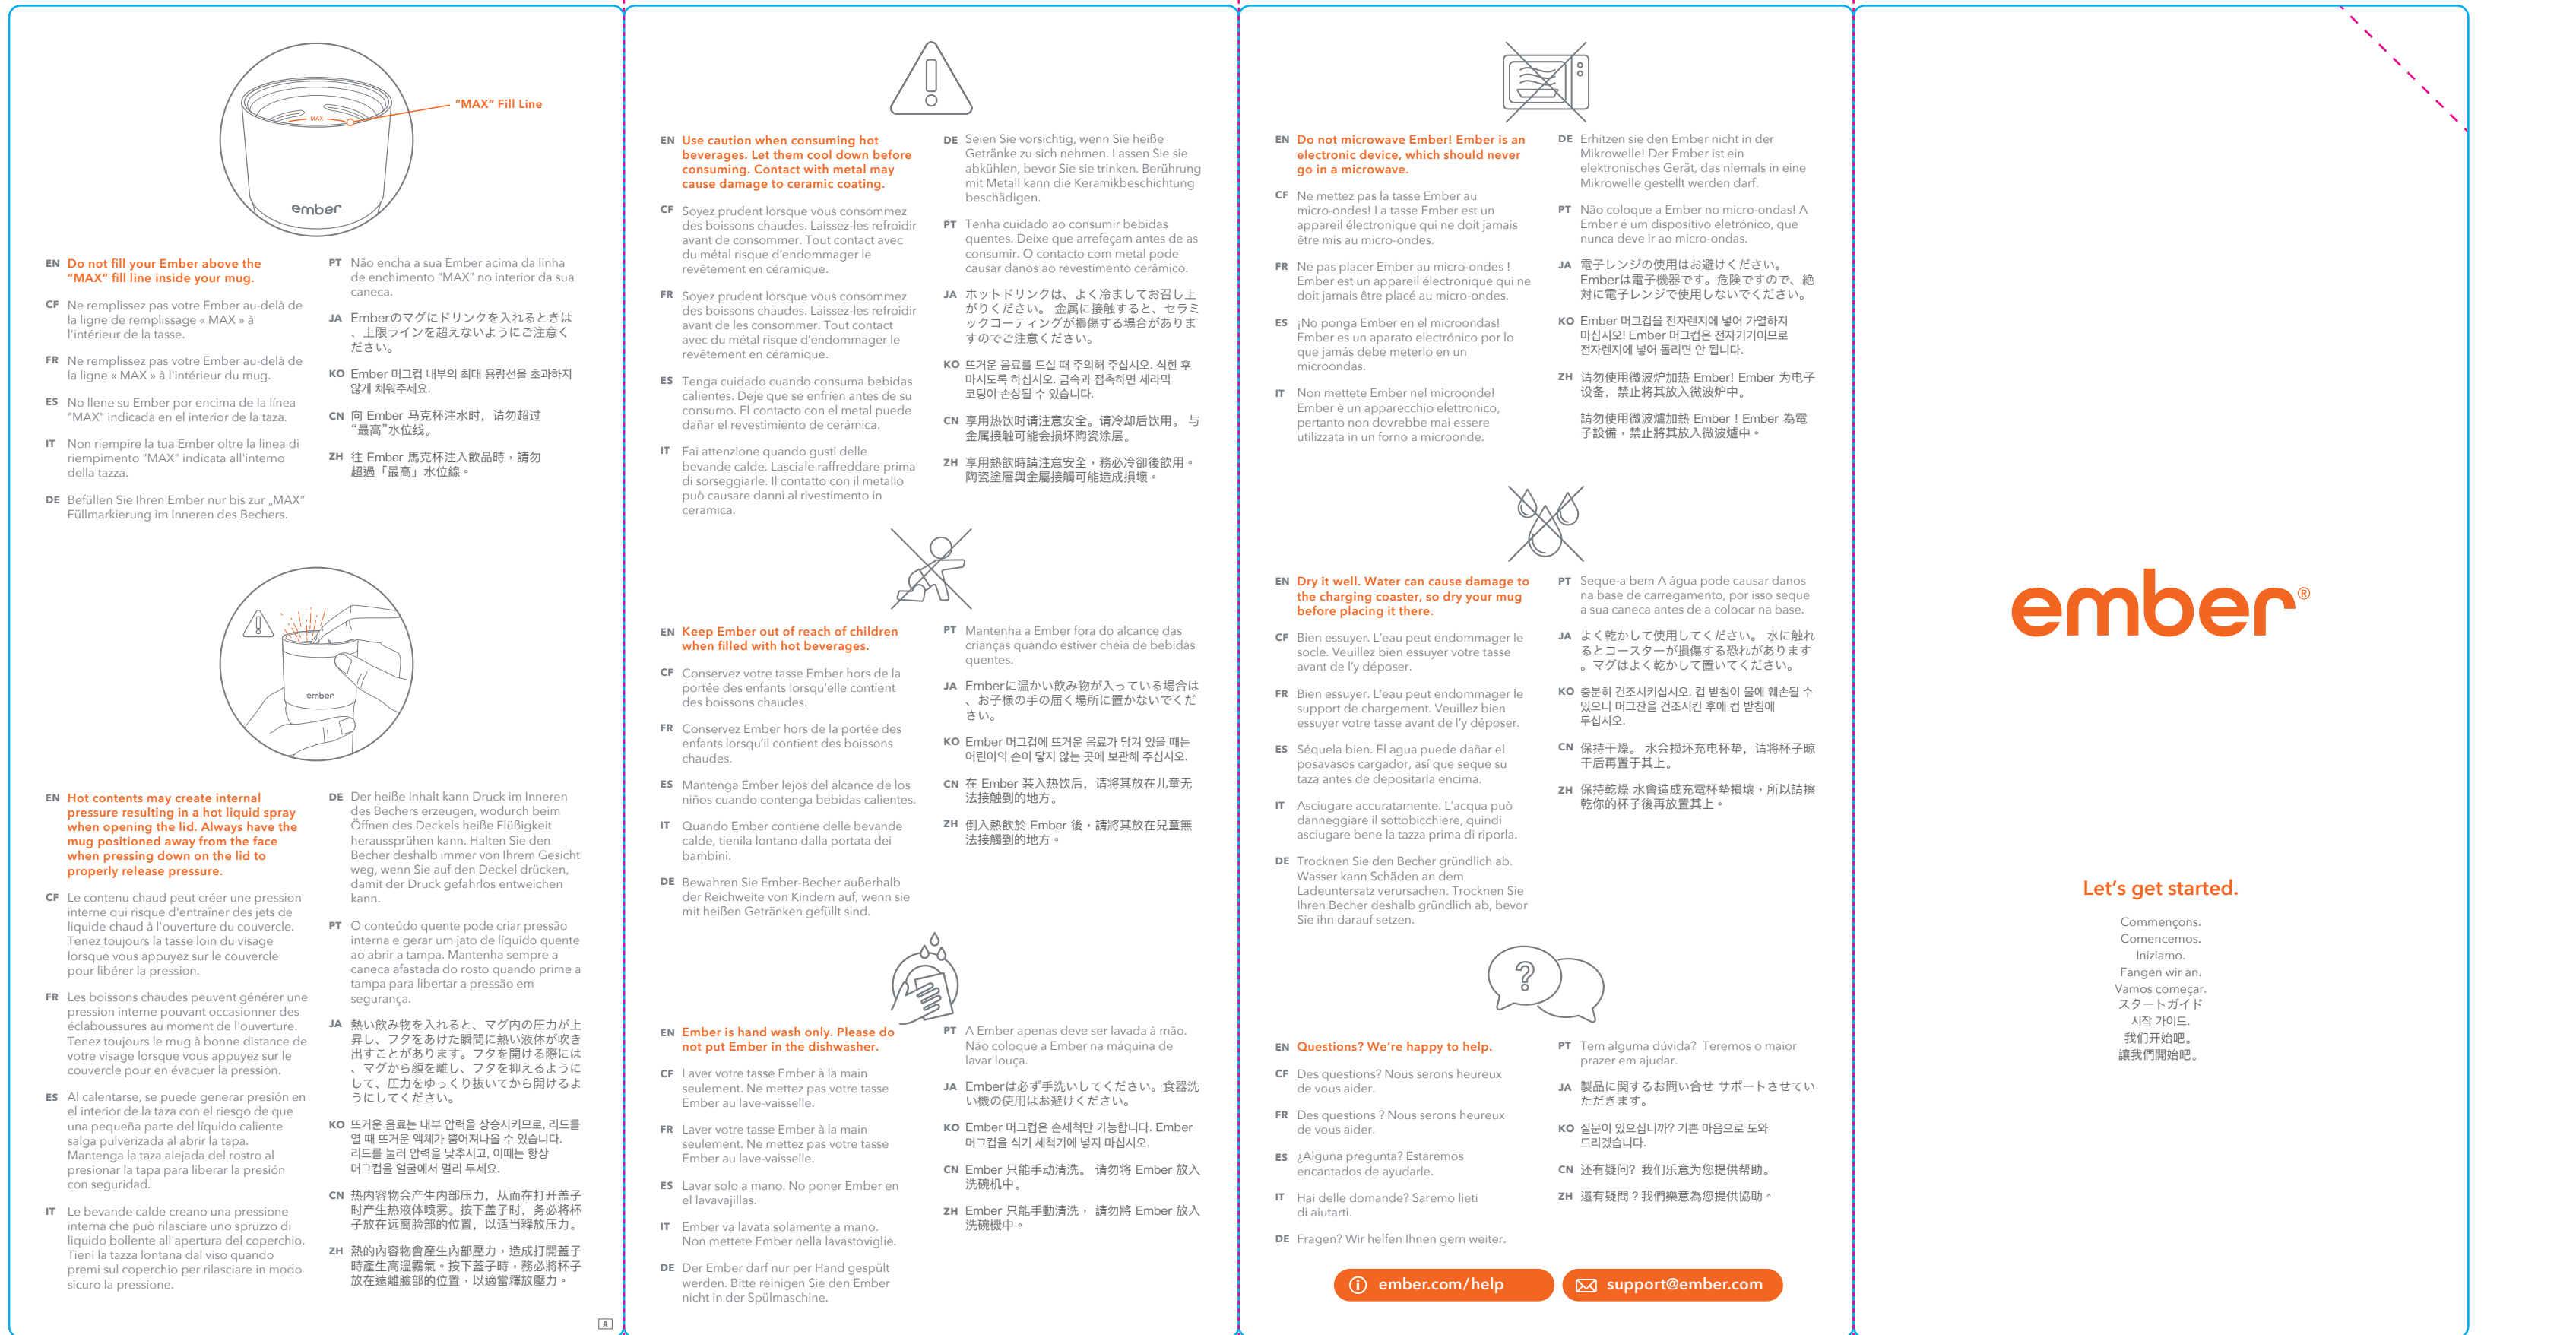 MAX
"MAX" Fill Line
ember
EN Do not fill your Ember above the
"MAX" fill line inside your mug.
CF Ne remplissez pas votre Ember au-delà de
la ligne de remplissage « MAX » à
l'intérieur de la tasse.
FR Ne remplissez pas votre Ember au-delà de
la ligne « MAX » à l'intérieur du mug.
ES No llene su Ember por encima de la línea
"MAX" indicada en el interior de la taza.
IT Non riempire la tua Ember oltre la linea di
riempimento "MAX" indicata all'interno
della tazza.
DE Befüllen Sie Ihren Ember nur bis zur „MAX"
Füllmarkierung im Inneren des Bechers.
PT Não encha a sua Ember acima da linha
de enchimento "MAX" no interior da sua
caneca.
JA Emberのマグにドリンクを入れるときは
、上限ラインを超えないようにご注意く
ださい。
KO Ember 머그컵 내부의 최대 용량선을 초과하지
않게 채워주세요.
CN 向 Ember 马克杯注水时，请勿超过
“最高”水位线。
ZH 往 Ember 馬克杯注入飲品時，請勿
超過「最高」水位線。
ember
EN Hot contents may create internal
pressure resulting in a hot liquid spray
when opening the lid. Always have the
mug positioned away from the face
when pressing down on the lid to
properly release pressure.
CF Le contenu chaud peut créer une pression
interne qui risque d'entraîner des jets de
liquide chaud à l'ouverture du couvercle.
Tenez toujours la tasse loin du visage
lorsque vous appuyez sur le couvercle
pour libérer la pression.
FR Les boissons chaudes peuvent générer une
pression interne pouvant occasionner des
éclaboussures au moment de l'ouverture.
Tenez toujours le mug à bonne distance de
votre visage lorsque vous appuyez sur le
couvercle pour en évacuer la pression.
ES Al calentarse, se puede generar presión en
el interior de la taza con el riesgo de que
una pequeña parte del líquido caliente
salga pulverizada al abrir la tapa.
Mantenga la taza alejada del rostro al
presionar la tapa para liberar la presión
con seguridad.
IT Le bevande calde creano una pressione
interna che può rilasciare uno spruzzo di
liquido bollente all'apertura del coperchio.
Tieni la tazza lontana dal viso quando
premi sul coperchio per rilasciare in modo
sicuro la pressione.
DE Der heiße Inhalt kann Druck im Inneren
des Bechers erzeugen, wodurch beim
Öffnen des Deckels heiße Flüßigkeit
heraussprühen kann. Halten Sie den
Becher deshalb immer von Ihrem Gesicht
weg, wenn Sie auf den Deckel drücken,
damit der Druck gefahrlos entweichen
kann.
PT O conteúdo quente pode criar pressão
interna e gerar um jato de líquido quente
ao abrir a tampa. Mantenha sempre a
caneca afastada do rosto quando prime a
tampa para libertar a pressão em
segurança.
JA 熱い飲み物を入れると、マグ内の圧力が上
昇し、フタをあけた瞬間に熱い液体が吹き
出すことがあります。フタを開ける際には
、マグから顔を離し、フタを抑えるように
して、圧力をゆっくり抜いてから開けるよ
うにしてください。
KO 뜨거운 음료는 내부 압력을 상승시키므로, 리드를
열 때 뜨거운 액체가 뿜어져나올 수 있습니다.
리드를 눌러 압력을 낮추시고, 이때는 항상
머그컵을 얼굴에서 멀리 두세요.
CN 热内容物会产生内部压力，从而在打开盖子
时产生热液体喷雾。按下盖子时，务必将杯
子放在远离脸部的位置，以适当释放压力。
ZH 熱的內容物會產生內部壓力，造成打開蓋子
時產生高溫霧氣。按下蓋子時，務必將杯子
放在遠離臉部的位置，以適當釋放壓力。
A
EN Use caution when consuming hot
beverages. Let them cool down before
consuming. Contact with metal may
cause damage to ceramic coating.
CF Soyez prudent lorsque vous consommez
des boissons chaudes. Laissez-les refroidir
avant de consommer. Tout contact avec
du métal risque d'endommager le
revêtement en céramique.
FR Soyez prudent lorsque vous consommez
des boissons chaudes. Laissez-les refroidir
avant de les consommer. Tout contact
avec du métal risque d'endommager le
revêtement en céramique.
ES Tenga cuidado cuando consuma bebidas
calientes. Deje que se enfríen antes de su
consumo. El contacto con el metal puede
dañar el revestimiento de cerámica.
IT Fai attenzione quando gusti delle
bevande calde. Lasciale raffreddare prima
di sorseggiarle. Il contatto con il metallo
può causare danni al rivestimento in
ceramica.
DE Seien Sie vorsichtig, wenn Sie heiße
Getränke zu sich nehmen. Lassen Sie sie
abkühlen, bevor Sie sie trinken. Berührung
mit Metall kann die Keramikbeschichtung
beschädigen.
PT Tenha cuidado ao consumir bebidas
quentes. Deixe que arrefeçam antes de as
consumir. O contacto com metal pode
causar danos ao revestimento cerâmico.
JA ホットドリンクは、よく冷ましてお召し上
がりください。 金属に接触すると、セラミ
ックコーティングが損傷する場合がありま
すのでご注意ください。
KO 뜨거운 음료를 드실 때 주의해 주십시오. 식힌 후
마시도록 하십시오. 금속과 접촉하면 세라믹
코팅이 손상될 수 있습니다.
CN 享用热饮时请注意安全。请冷却后饮用。 与
金属接触可能会损坏陶瓷涂层。
ZH 享用熱飲時請注意安全，務必冷卻後飲用。
陶瓷塗層與金屬接觸可能造成損壞。
EN Keep Ember out of reach of children
when filled with hot beverages.
CF Conservez votre tasse Ember hors de la
portée des enfants lorsqu'elle contient
des boissons chaudes.
FR Conservez Ember hors de la portée des
enfants lorsqu'il contient des boissons
chaudes.
ES Mantenga Ember lejos del alcance de los
niños cuando contenga bebidas calientes.
IT Quando Ember contiene delle bevande
calde, tienila lontano dalla portata dei
bambini.
DE Bewahren Sie Ember-Becher außerhalb
der Reichweite von Kindern auf, wenn sie
mit heißen Getränken gefüllt sind.
PT Mantenha a Ember fora do alcance das
crianças quando estiver cheia de bebidas
quentes.
JA Emberに温かい飲み物が入っている場合は
、お子様の手の届く場所に置かないでくだ
さい。
KO Ember 머그컵에 뜨거운 음료가 담겨 있을 때는
어린이의 손이 닿지 않는 곳에 보관해 주십시오.
CN 在 Ember 装入热饮后，请将其放在儿童无
法接触到的地方。
ZH 倒入熱飲於 Ember 後，請將其放在兒童無
法接觸到的地方。
EN Ember is hand wash only. Please do
not put Ember in the dishwasher.
CF Laver votre tasse Ember à la main
seulement. Ne mettez pas votre tasse
Ember au lave-vaisselle.
FR Laver votre tasse Ember à la main
seulement. Ne mettez pas votre tasse
Ember au lave-vaisselle.
ES Lavar solo a mano. No poner Ember en
el lavavajillas.
IT Ember va lavata solamente a mano.
Non mettete Ember nella lavastoviglie.
DE Der Ember darf nur per Hand gespült
werden. Bitte reinigen Sie den Ember
nicht in der Spülmaschine.
PT A Ember apenas deve ser lavada à mão.
Não coloque a Ember na máquina de
lavar louça.
JA Emberは必ず手洗いしてください。食器洗
い機の使用はお避けください。
KO Ember 머그컵은 손세척만 가능합니다. Ember
머그컵을 식기 세척기에 넣지 마십시오.
CN Ember 只能手动清洗。 请勿将 Ember 放入
洗碗机中。
ZH Ember 只能手動清洗， 請勿將 Ember 放入
洗碗機中。
EN Do not microwave Ember! Ember is an
electronic device, which should never
go in a microwave.
CF Ne mettez pas la tasse Ember au
micro-ondes! La tasse Ember est un
appareil électronique qui ne doit jamais
être mis au micro-ondes.
FR Ne pas placer Ember au micro-ondes !
Ember est un appareil électronique qui ne
doit jamais être placé au micro-ondes.
ES ¡No ponga Ember en el microondas!
Ember es un aparato electrónico por lo
que jamás debe meterlo en un
microondas.
IT Non mettete Ember nel microonde!
Ember è un apparecchio elettronico,
pertanto non dovrebbe mai essere
utilizzata in un forno a microonde.
DE Erhitzen sie den Ember nicht in der
Mikrowelle! Der Ember ist ein
elektronisches Gerät, das niemals in eine
Mikrowelle gestellt werden darf.
PT Não coloque a Ember no micro-ondas! A
Ember é um dispositivo eletrónico, que
nunca deve ir ao micro-ondas.
JA 電子レンジの使用はお避けください。
Emberは電子機器です。危険ですので、絶
対に電子レンジで使用しないでください。
KO Ember 머그컵을 전자렌지에 넣어 가열하지
마십시오! Ember 머그컵은 전자기기이므로
전자렌지에 넣어 돌리면 안 됩니다.
ZH 请勿使用微波炉加热 Ember! Ember 为电子
设备，禁止将其放入微波炉中。
請勿使用微波爐加熱 Ember！Ember 為電
子設備，禁止將其放入微波爐中。
EN Dry it well. Water can cause damage to
the charging coaster, so dry your mug
before placing it there.
CF Bien essuyer. L'eau peut endommager le
socle. Veuillez bien essuyer votre tasse
avant de l'y déposer.
FR Bien essuyer. L'eau peut endommager le
support de chargement. Veuillez bien
essuyer votre tasse avant de l'y déposer.
ES Séquela bien. El agua puede dañar el
posavasos cargador, así que seque su
taza antes de depositarla encima.
IT Asciugare accuratamente. L'acqua può
danneggiare il sottobicchiere, quindi
asciugare bene la tazza prima di riporla.
DE Trocknen Sie den Becher gründlich ab.
Wasser kann Schäden an dem
Ladeuntersatz verursachen. Trocknen Sie
Ihren Becher deshalb gründlich ab, bevor
Sie ihn darauf setzen.
PT Seque-a bem A água pode causar danos
na base de carregamento, por isso seque
a sua caneca antes de a colocar na base.
JA よく乾かして使用してください。 水に触れ
るとコースターが損傷する恐れがあります
。マグはよく乾かして置いてください。
KO 충분히 건조시키십시오. 컵 받침이 물에 훼손될 수
있으니 머그잔을 건조시킨 후에 컵 받침에
두십시오.
CN 保持干燥。 水会损坏充电杯垫，请将杯子晾
干后再置于其上。
ZH 保持乾燥 水會造成充電杯墊損壞，所以請擦
乾你的杯子後再放置其上。
?
EN Questions? We're happy to help.
CF Des questions? Nous serons heureux
de vous aider.
FR Des questions ? Nous serons heureux
de vous aider.
ES ¿Alguna pregunta? Estaremos
encantados de ayudarle.
IT Hai delle domande? Saremo lieti
di aiutarti.
DE Fragen? Wir helfen Ihnen gern weiter.
PT Tem alguma dúvida? Teremos o maior
prazer em ajudar.
JA 製品に関するお問い合せ サポートさせてい
ただきます。
KO 질문이 있으십니까? 기쁜 마음으로 도와
드리겠습니다.
CN 还有疑问？我们乐意为您提供帮助。
ZH 還有疑問？我們樂意為您提供協助。
ember.com/help
support@ember.com
ember®
Let's get started.
Commençons.
Comencemos.
Iniziamo.
Fangen wir an.
Vamos começar.
スタートガイド
시작 가이드.
我们开始吧。
讓我們開始吧。